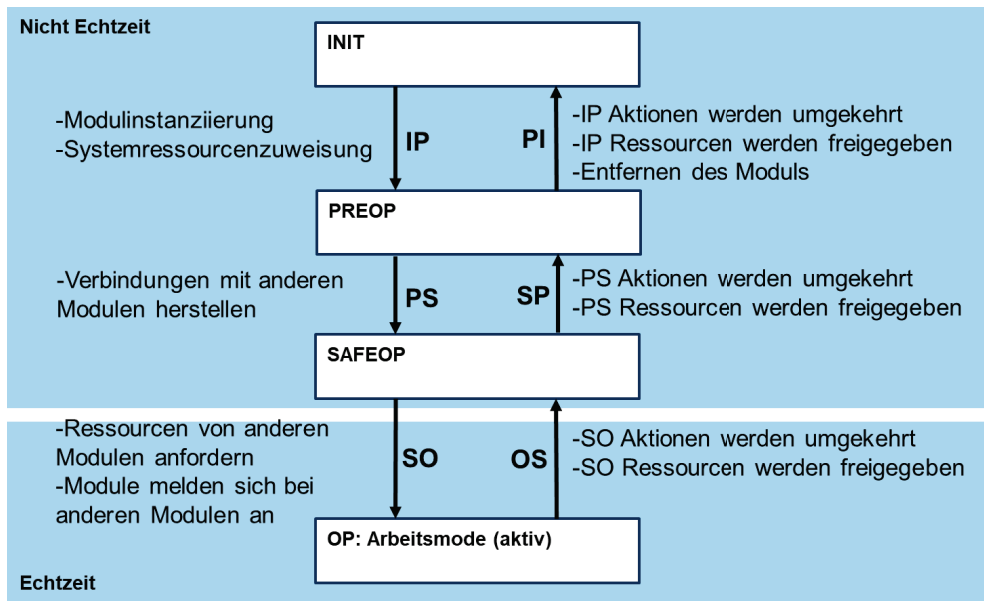 Nicht Echtzeit
INIT
-Modulinstanziierung
-Systemressourcenzuweisung
IP
PI
-IP Aktionen werden umgekehrt
-IP Ressourcen werden freigegeben
-Entfernen des Moduls
PREOP
-Verbindungen mit anderen
Modulen herstellen
PS
SP
-PS Aktionen werden umgekehrt
-PS Ressourcen werden freigegeben
SAFEOP
-Ressourcen von anderen
Modulen anfordern
-Module melden sich bei
anderen Modulen an
SO
OS
-SO Aktionen werden umgekehrt
-SO Ressourcen werden freigegeben
OP: Arbeitsmode (aktiv)
Echtzeit